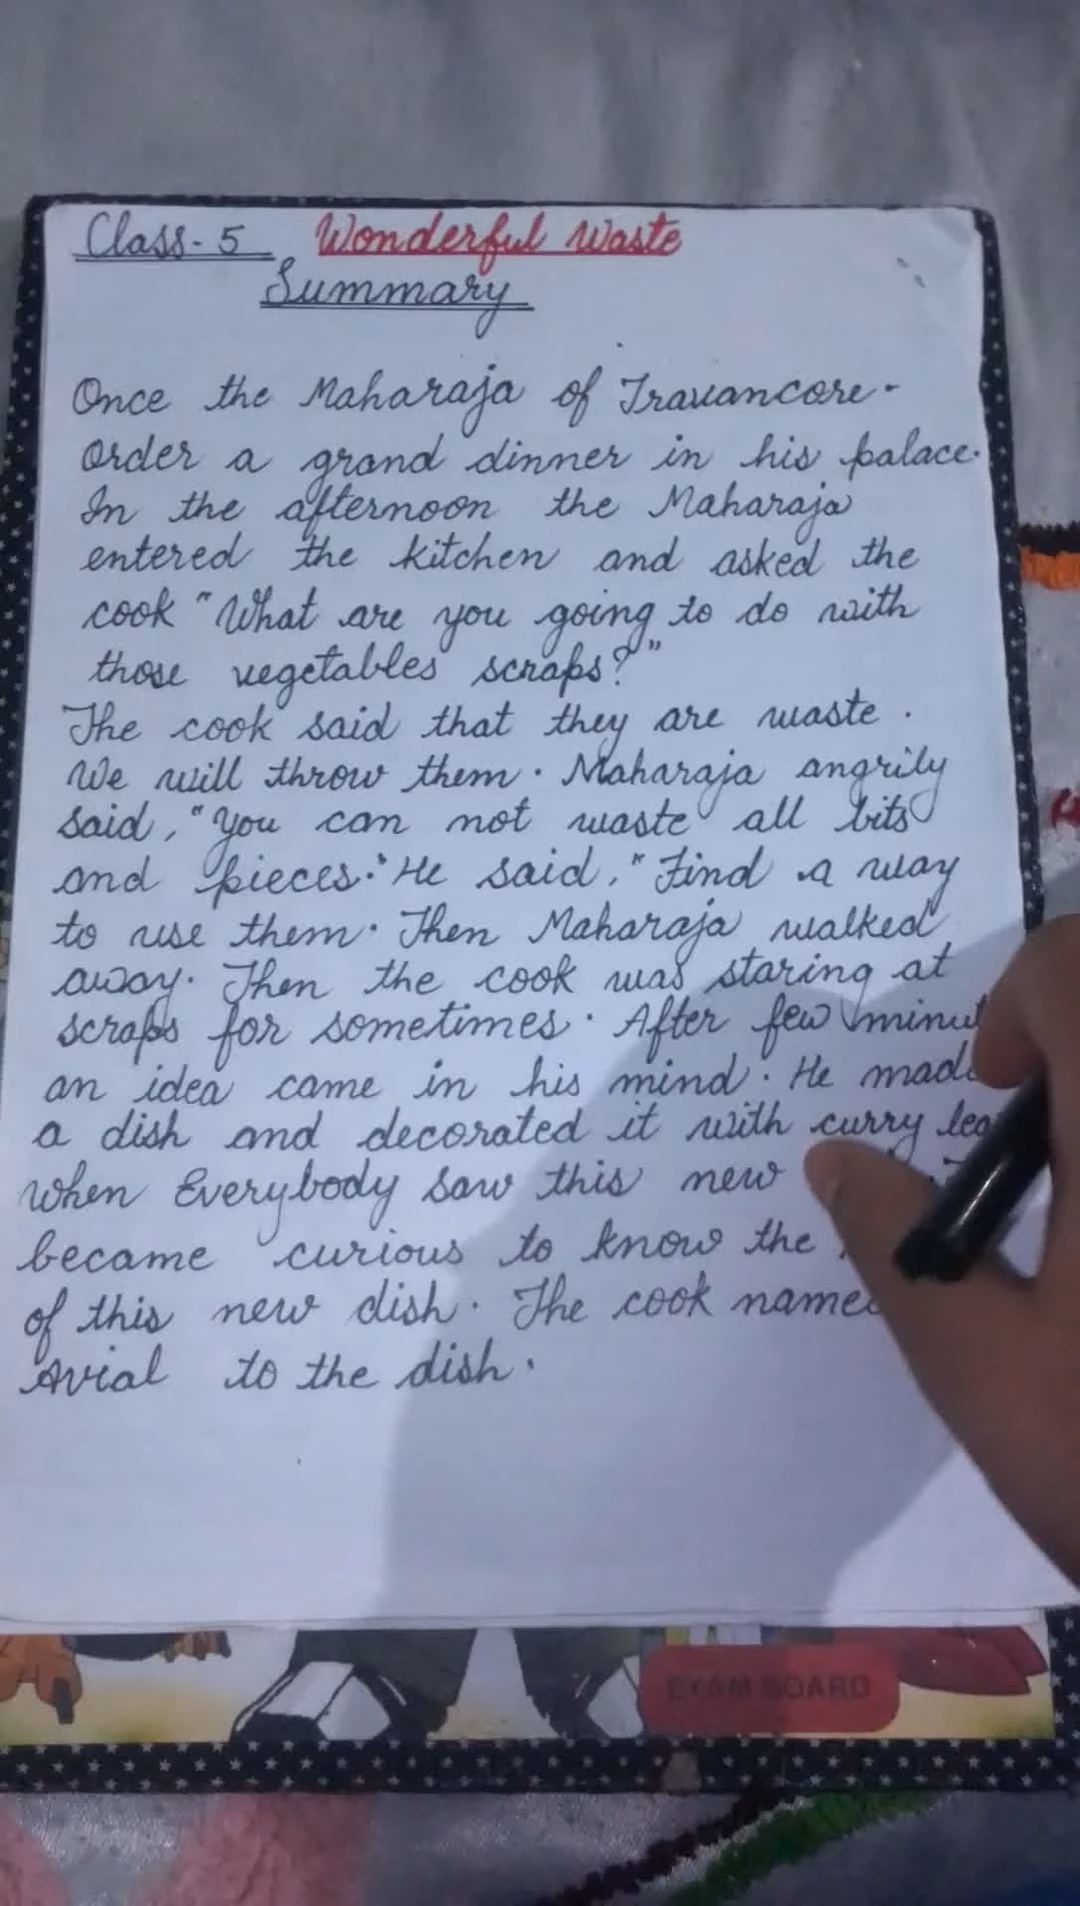 Class-5 Wonderful Waste
Summary
Once the Maharaja of Travancore-
Order a grand dinner in his palace.
In the afternoon the Maharaja
entered the kitchen and asked the
cook "What are you going to do with
those vegetables scraps?"
The cook said that they are waste.
We will throw them. Maharaja angrily
said, "You can not waste all bits
and pieces." He said, "Find a way
to use them. Then Maharaja walked
away. Then the cook was staring at
scraps for sometimes. After few
an idea came in his mind. He
a dish and decorated it with curry
when Everybody saw this new
became curious to know the
of this new dish. The cook
Avial to the dish.
EXAM BOARD